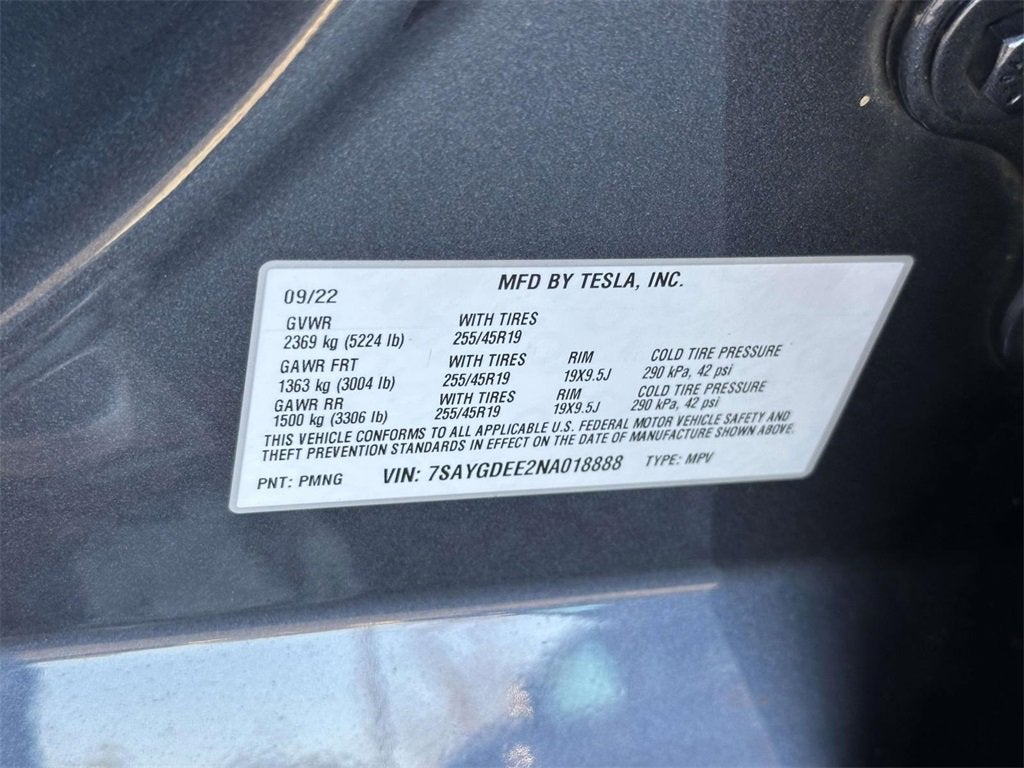 MFD BY TESLA, INC.
09/22
GVWR WITH TIRES
2369 kg (5224 lb) 255/45R19
GAWR FRT WITH TIRES RIM COLD TIRE PRESSURE
1363 kg (3004 lb) 255/45R19 19X9.5J 290 kPa, 42 psi
GAWR RR WITH TIRES RIM COLD TIRE PRESSURE
1500 kg (3306 lb) 255/45R19 19X9.5J 290 kPa, 42 psi
THIS VEHICLE CONFORMS TO ALL APPLICABLE U.S. FEDERAL MOTOR VEHICLE SAFETY AND
THEFT PREVENTION STANDARDS IN EFFECT ON THE DATE OF MANUFACTURE SHOWN ABOVE.
PNT: PMNG VIN: 7SAYGDEE2NA018888 TYPE: MPV